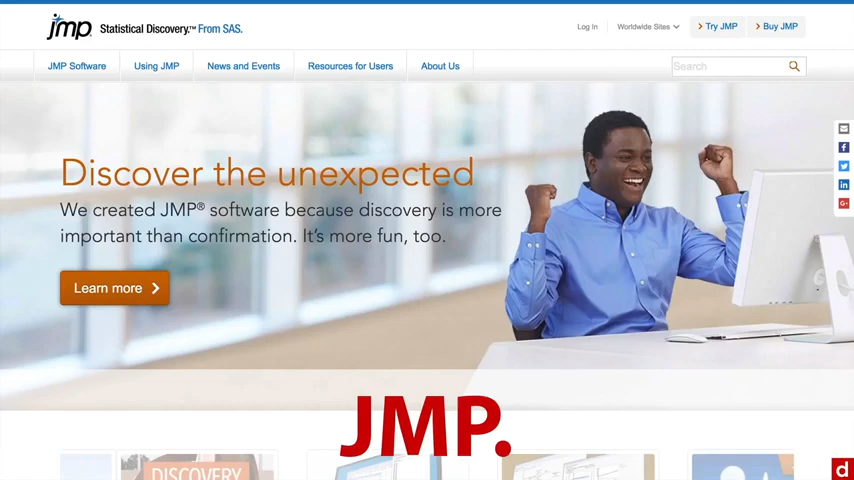 jmp Statistical Discovery.™ From SAS.
Log In
Worldwide Sites
Try JMP
Buy JMP
JMP Software
Using JMP
News and Events
Resources for Users
About Us
Search
Discover the unexpected
We created JMP® software because discovery is more
important than confirmation. It's more fun, too.
Learn more
JMP.
DISCOVERY
d